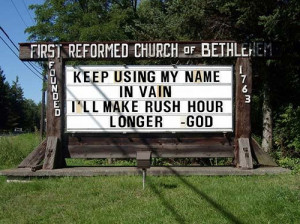 FIRST REFORMED CHURCH OF BETHLEHEM
FOUNDED
1763
KEEP USING MY NAME
IN VAIN
I'LL MAKE RUSH HOUR
LONGER -GOD